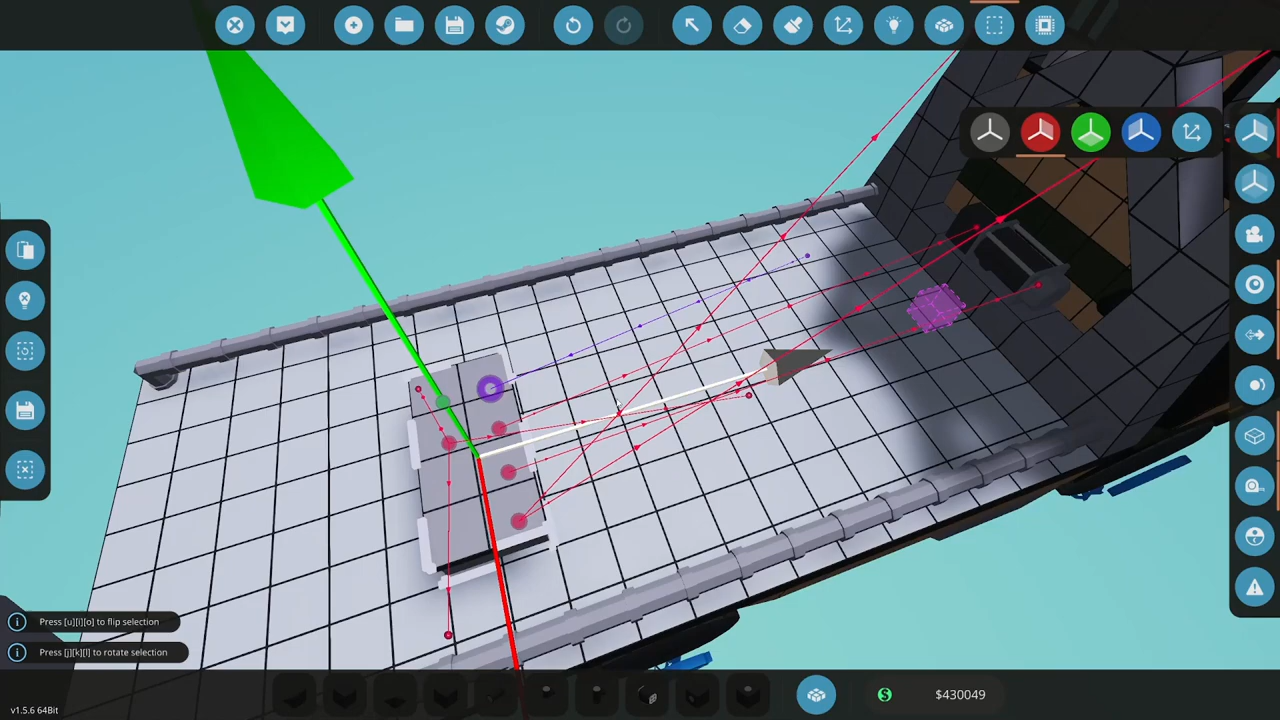 Press [u][i][o] to flip selection
Press [j][k][l] to rotate selection
v1.5.6 64Bit
$
$430049